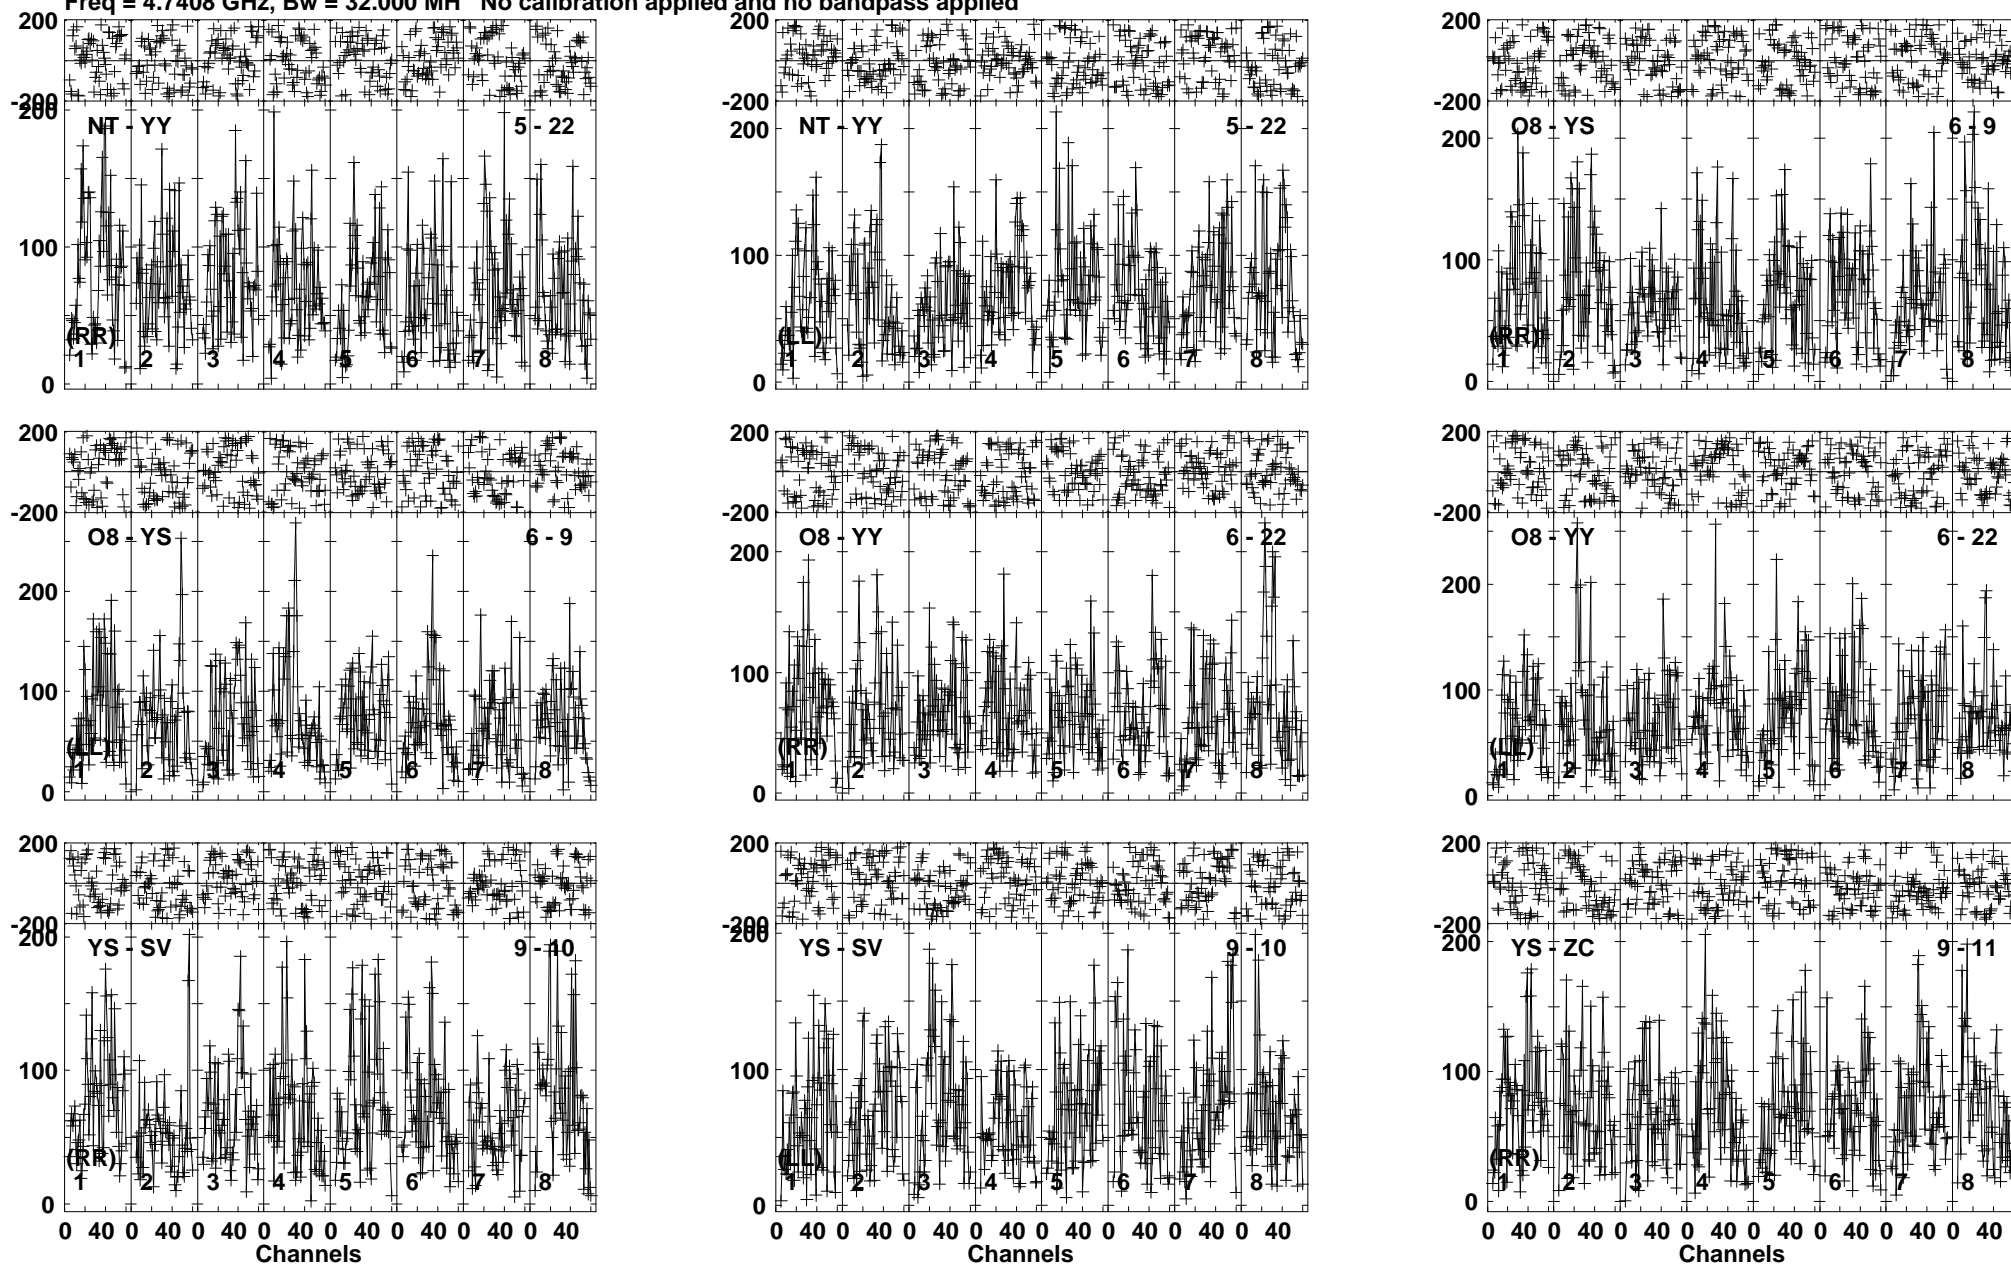 Freq = 4.7408 GHz, Bw = 32.000 MH No calibration applied and no bandpass applied
200 200 200
-200 -200 -200
200
NT - YY 5 - 22 NT - YY 5 - 22 O8 - YS 6 - 9
200 200
100 100 100
(RR) (LL) (RR)
1 2 3 4 5 6 7 8 1 2 3 4 5 6 7 8 1 2 3 4 5 6 7 8
0 0 0
200 200 200
-200 -200 -200
O8 - YS 6 - 9 O8 - YY 6 - 22 O8 - YY 6 - 22
200 200 200
100 100 100
(LL) (RR) (LL)
1 2 3 4 5 6 7 8 1 2 3 4 5 6 7 8 1 2 3 4 5 6 7 8
0 0 0
200 200 200
-200 -200 -200
200 200 200
YS - SV 9 - 10 YS - SV 9 - 10 YS - ZC 9 - 11
100 100 100
(RR) (LL) (RR)
1 2 3 4 5 6 7 8 1 2 3 4 5 6 7 8 1 2 3 4 5 6 7 8
0 0 0
0 40 0 40 0 40 0 40 0 40 0 40 0 40 0 40 0 40 0 40 0 40 0 40 0 40 0 40 0 40 0 40 0 40 0 40 0 40 0 40 0 40 0 40 0 40 0 40
Channels Channels Channels